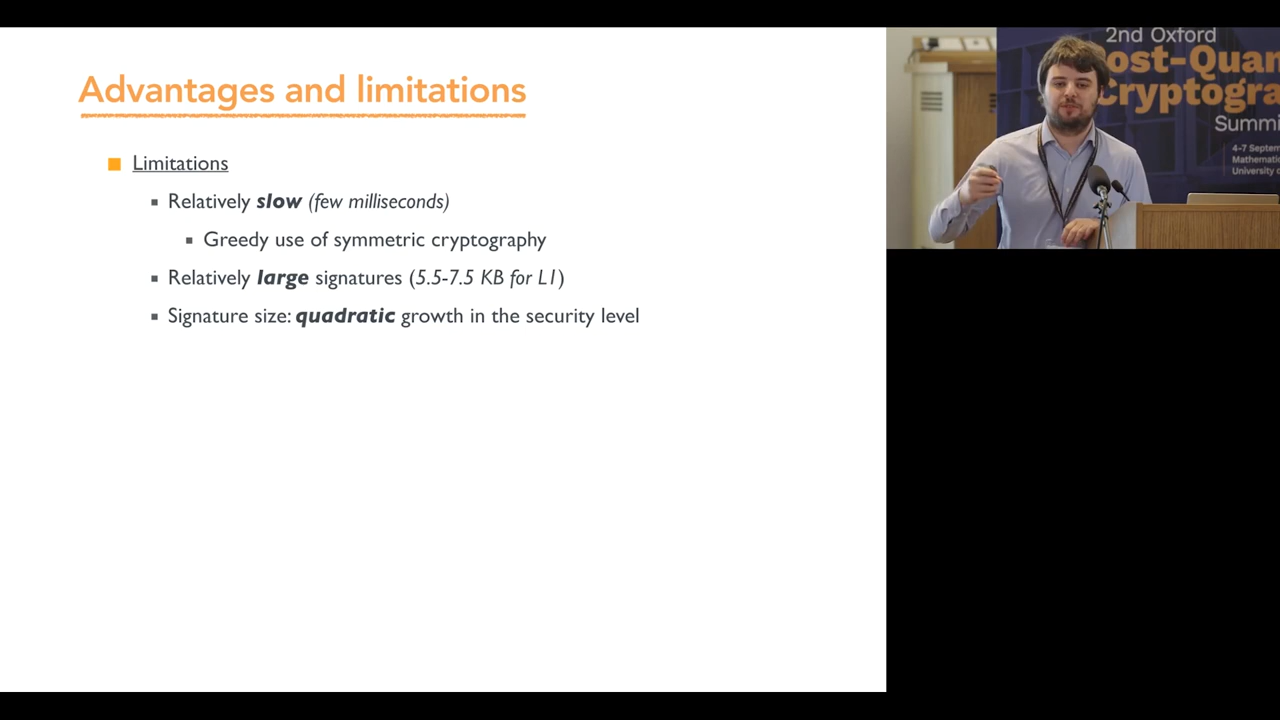 Advantages and limitations
Limitations
Relatively slow (few milliseconds)
Greedy use of symmetric cryptography
Relatively large signatures (5.5-7.5 KB for L1)
Signature size: quadratic growth in the security level
2nd Oxford
ost-Quan
Cryptogra
Summi
4-7 Septem
Mathematic
University o